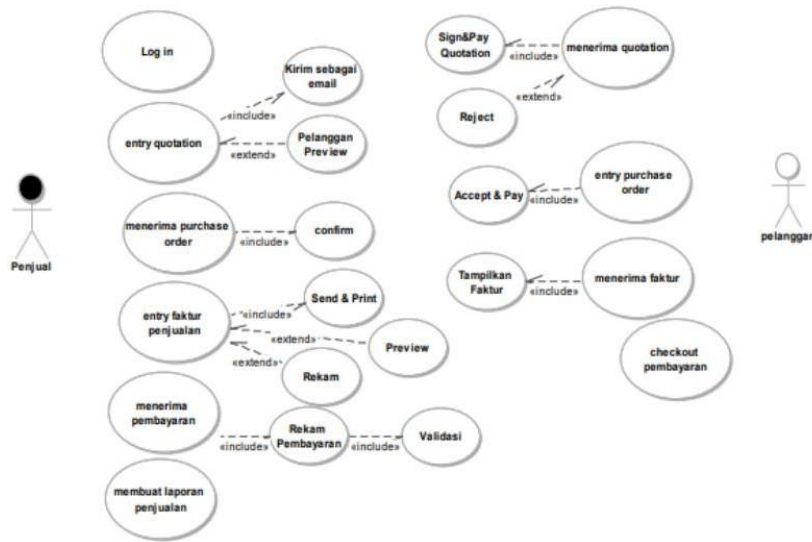 Log in
Kirim sebagai
email
«include»
entry quotation
Pelanggan
Preview
«extend»
Penjual
menerima purchase
order
«include»
confirm
entry faktur
penjualan
«include»
Send & Print
«extend»
Preview
«extend»
Rekam
menerima
pembayaran
«include»
Rekam
Pembayaran
«include»
Validasi
membuat laporan
penjualan
Sign&Pay
Quotation
«include»
menerima quotation
«extend»
Reject
Accept & Pay
«include»
entry purchase
order
pelanggan
Tampilkan
Faktur
«include»
menerima faktur
checkout
pembayaran